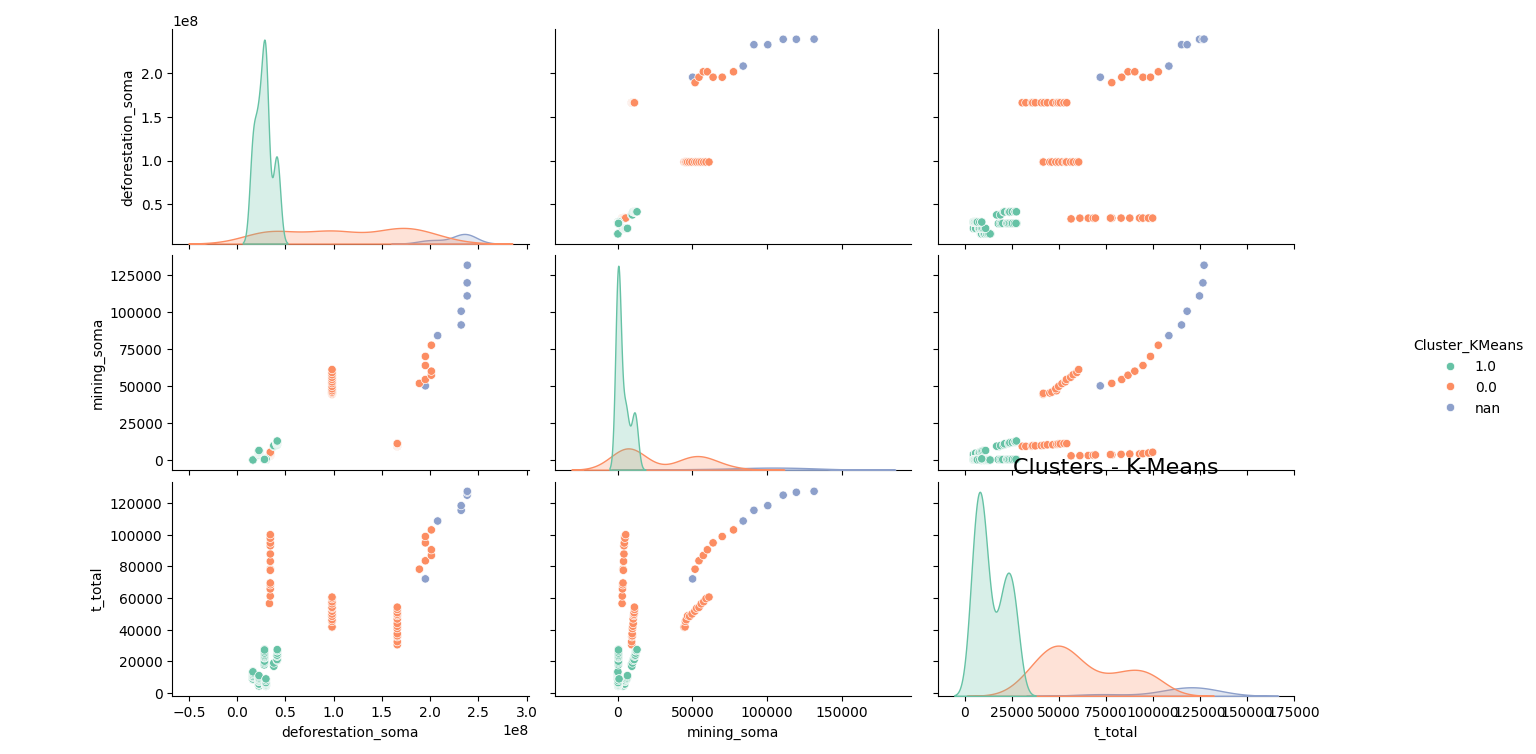 1e8
deforestation_soma
2.0
1.5
1.0
0.5
mining_soma
125000
100000
75000
50000
25000
0
Cluster_KMeans
1.0
0.0
nan
Clusters - K-Means
t_total
120000
100000
80000
60000
40000
20000
0
−0.5 0.0 0.5 1.0 1.5 2.0 2.5 3.0
1e8
deforestation_soma
0 50000 100000 150000
mining_soma
0 25000 50000 75000 100000 125000 150000 175000
t_total